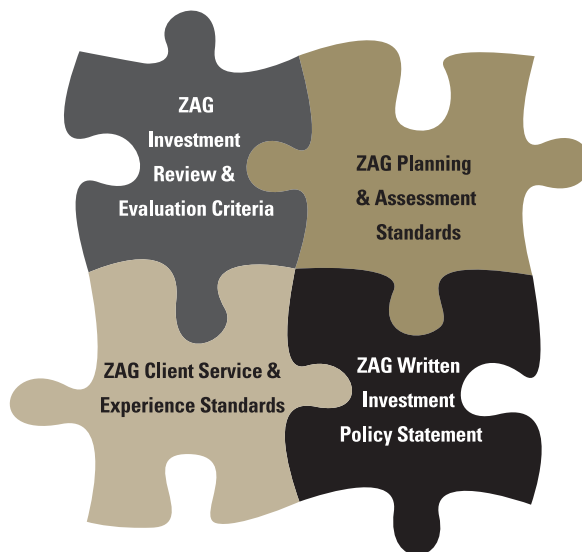 ZAG
Investment
Review &
Evaluation Criteria
ZAG Planning
& Assessment
Standards
ZAG Client Service &
Experience Standards
ZAG Written
Investment
Policy Statement